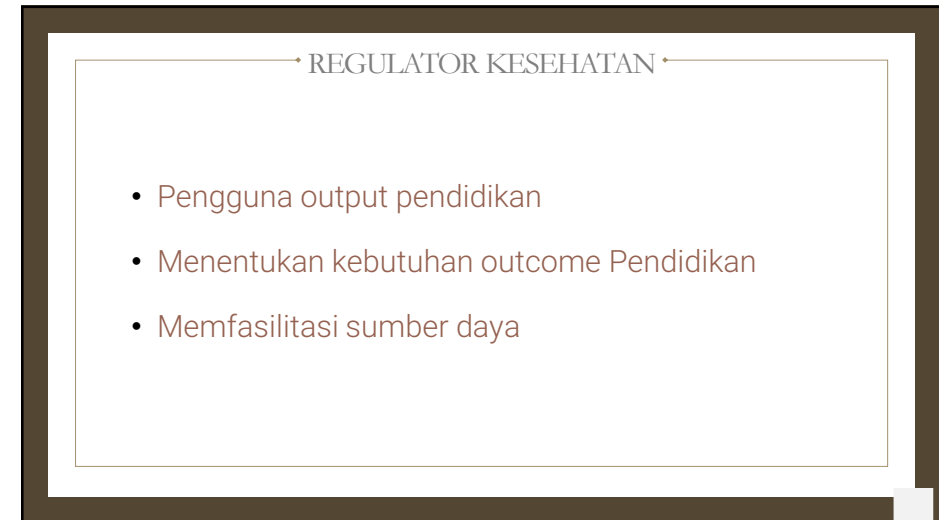 REGULATOR KESEHATAN
• Pengguna output pendidikan
• Menentukan kebutuhan outcome Pendidikan
• Memfasilitasi sumber daya